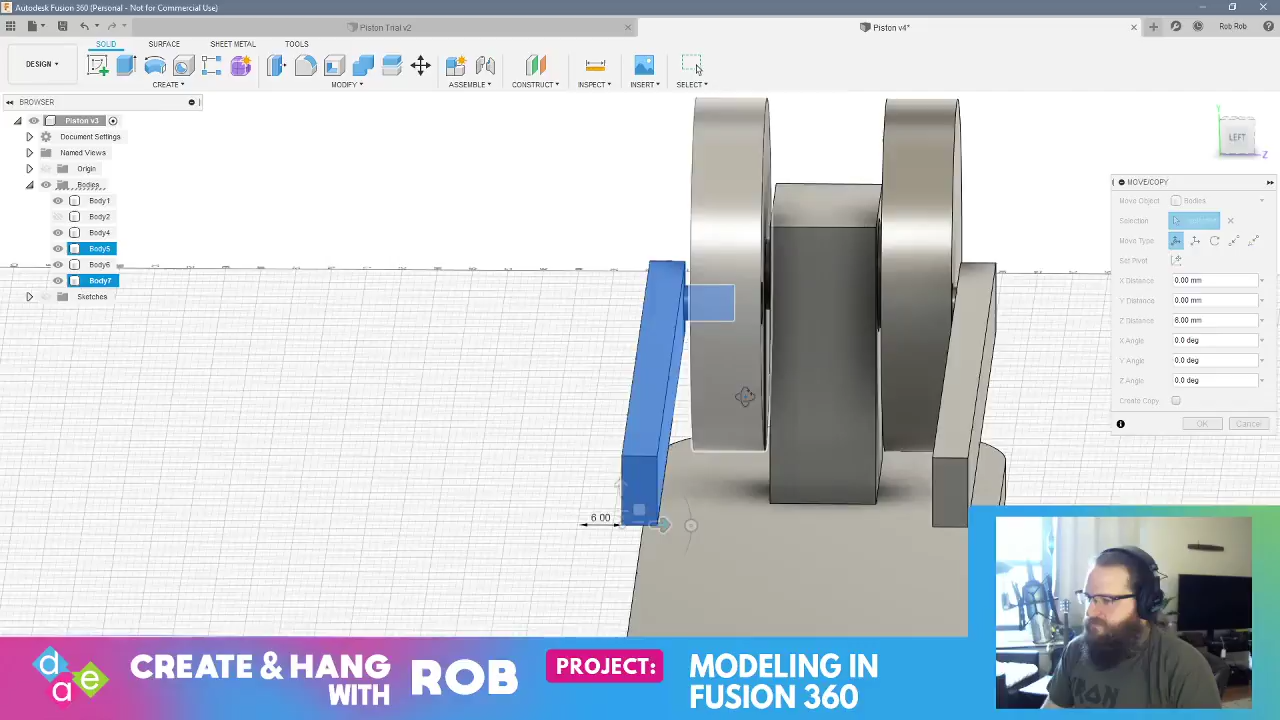 Autodesk Fusion 360 (Personal - Not for Commercial Use)
Piston Trial v2
Piston v4*
Rob Rob
SOLID SURFACE SHEET METAL TOOLS
DESIGN
CREATE MODIFY ASSEMBLE CONSTRUCT INSPECT INSERT SELECT
BROWSER
Piston v3
Document Settings
Named Views
Origin
Bodies
Body1
Body2
Body4
Body5
Body6
Body7
Sketches
LEFT
Z
MOVE/COPY
Move Object Bodies
Selection
Move Type
Set Pivot
X Distance 0.00 mm
Y Distance 0.00 mm
Z Distance 6.00 mm
X Angle 0.0 deg
Y Angle 0.0 deg
Z Angle 0.0 deg
Create Copy
OK Cancel
6.00
dae
CREATE & HANG
WITH
ROB
PROJECT:
MODELING IN
FUSION 360